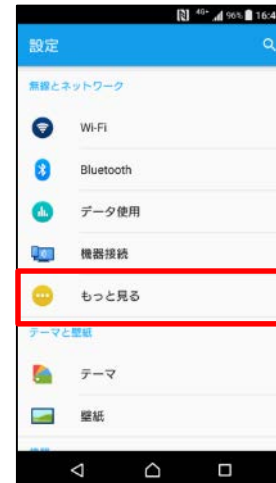 4G+ 96% 16:4
設定
無線とネットワーク
Wi-Fi
Bluetooth
データ使用
機器接続
もっと見る
テーマと壁紙
テーマ
壁紙